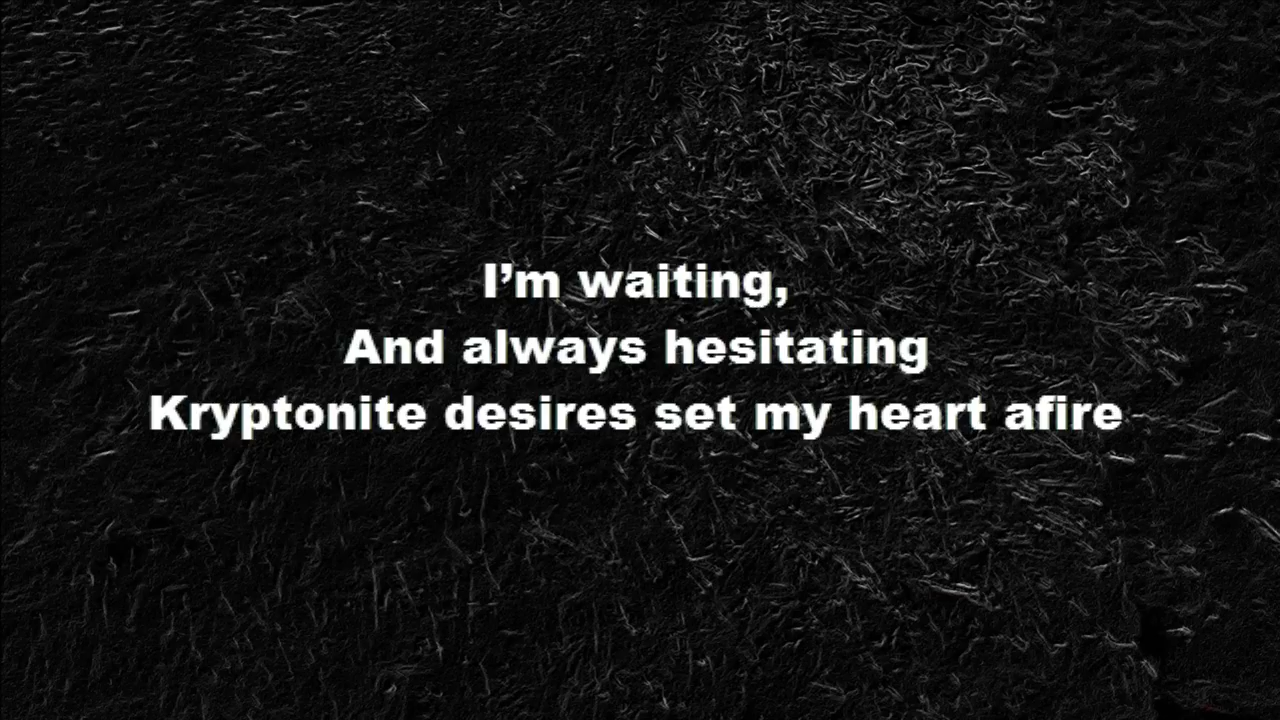 I’m waiting,
And always hesitating
Kryptonite desires set my heart afire